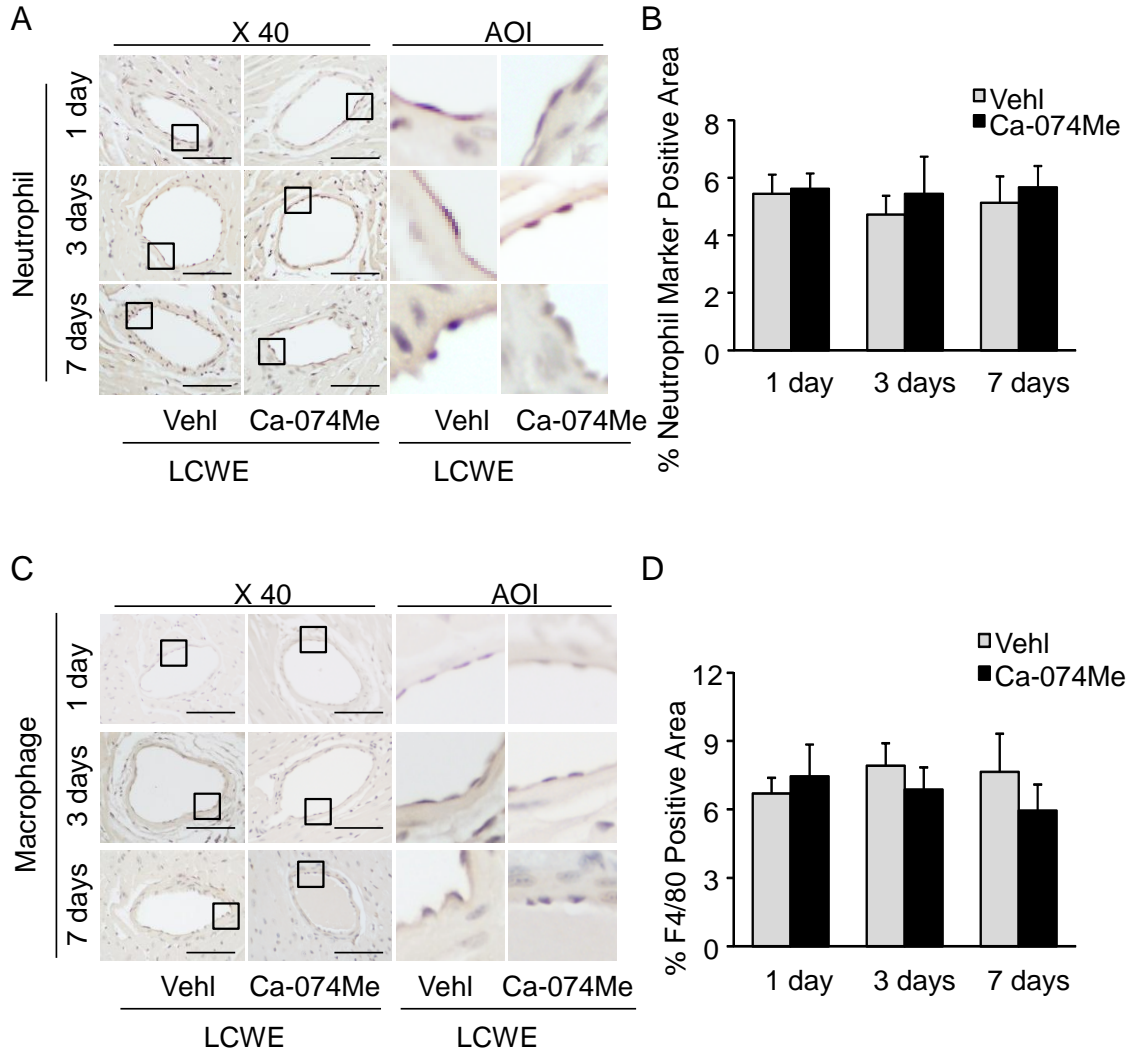 A
X 40
AOI
Neutrophil
1 day
3 days
7 days
Vehl
Ca-074Me
Vehl
Ca-074Me
LCWE
LCWE
B
% Neutrophil Marker Positive Area
Vehl
Ca-074Me
8
6
4
2
0
1 day
3 days
7 days
C
X 40
AOI
Macrophage
1 day
3 days
7 days
Vehl
Ca-074Me
Vehl
Ca-074Me
LCWE
LCWE
D
% F4/80 Positive Area
Vehl
Ca-074Me
12
9
6
3
0
1 day
3 days
7 days